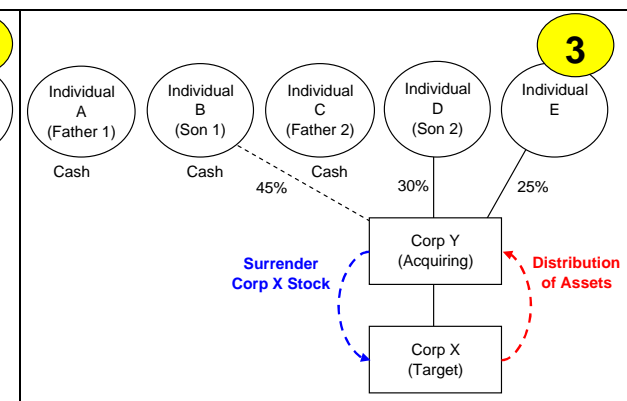 3
Individual
A
(Father 1)
Individual
B
(Son 1)
Individual
C
(Father 2)
Individual
D
(Son 2)
Individual
E
Cash
Cash
Cash
45%
30%
25%
Corp Y
(Acquiring)
Surrender
Corp X Stock
Distribution
of Assets
Corp X
(Target)